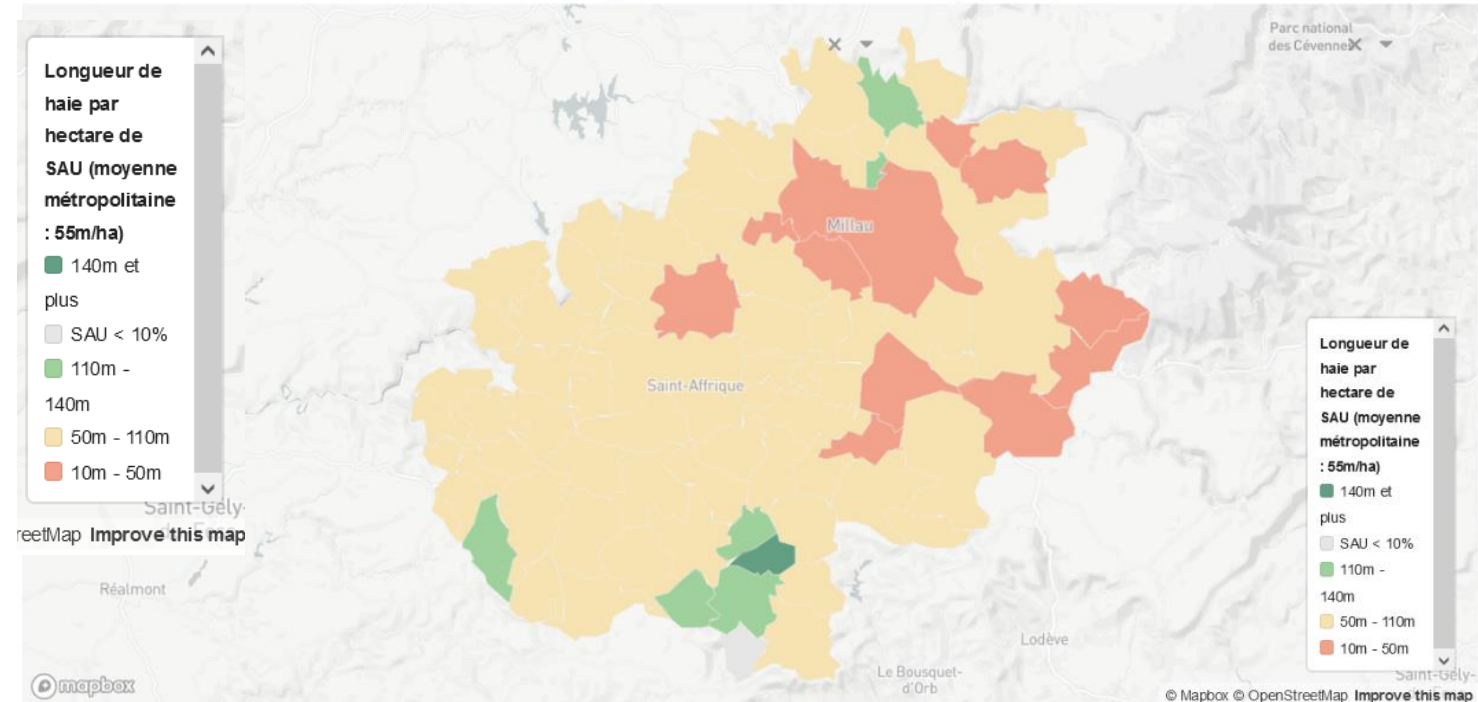 Longueur de
haie par
hectare de
SAU (moyenne
métropolitaine
: 55m/ha)
140m et
plus
SAU < 10%
110m -
140m
50m - 110m
10m - 50m
Saint-Gély-
reetMap Improve this map
Réalmont
mapbox
Parc national
des Cévennes
Millau
Saint-Affrique
Lodève
Le Bousquet-
d'Orb
Longueur de
haie par
hectare de
SAU (moyenne
métropolitaine
: 55m/ha)
140m et
plus
SAU < 10%
110m -
140m
50m - 110m
10m - 50m
Saint-Gély-
© Mapbox © OpenStreetMap Improve this map